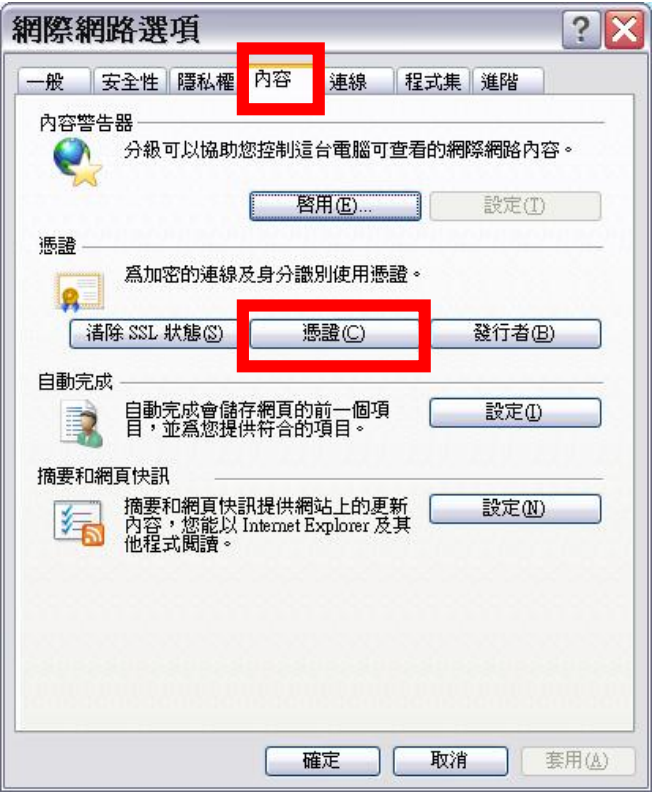 網際網路選項
一般 安全性 隱私權 內容 連線 程式集 進階
內容警告器
分級可以協助您控制這台電腦可查看的網際網路內容。
啓用(E)... 設定(T)
憑證
爲加密的連線及身分識別使用憑證。
清除 SSL 狀態(S) 憑證(C) 發行者(B)
自動完成
自動完成會儲存網頁的前一個項
目，並爲您提供符合的項目。
設定(I)
摘要和網頁快訊
摘要和網頁快訊提供網站上的更新
內容，您能以 Internet Explorer 及其
他程式閱讀。
設定(N)
確定 取消 套用(A)